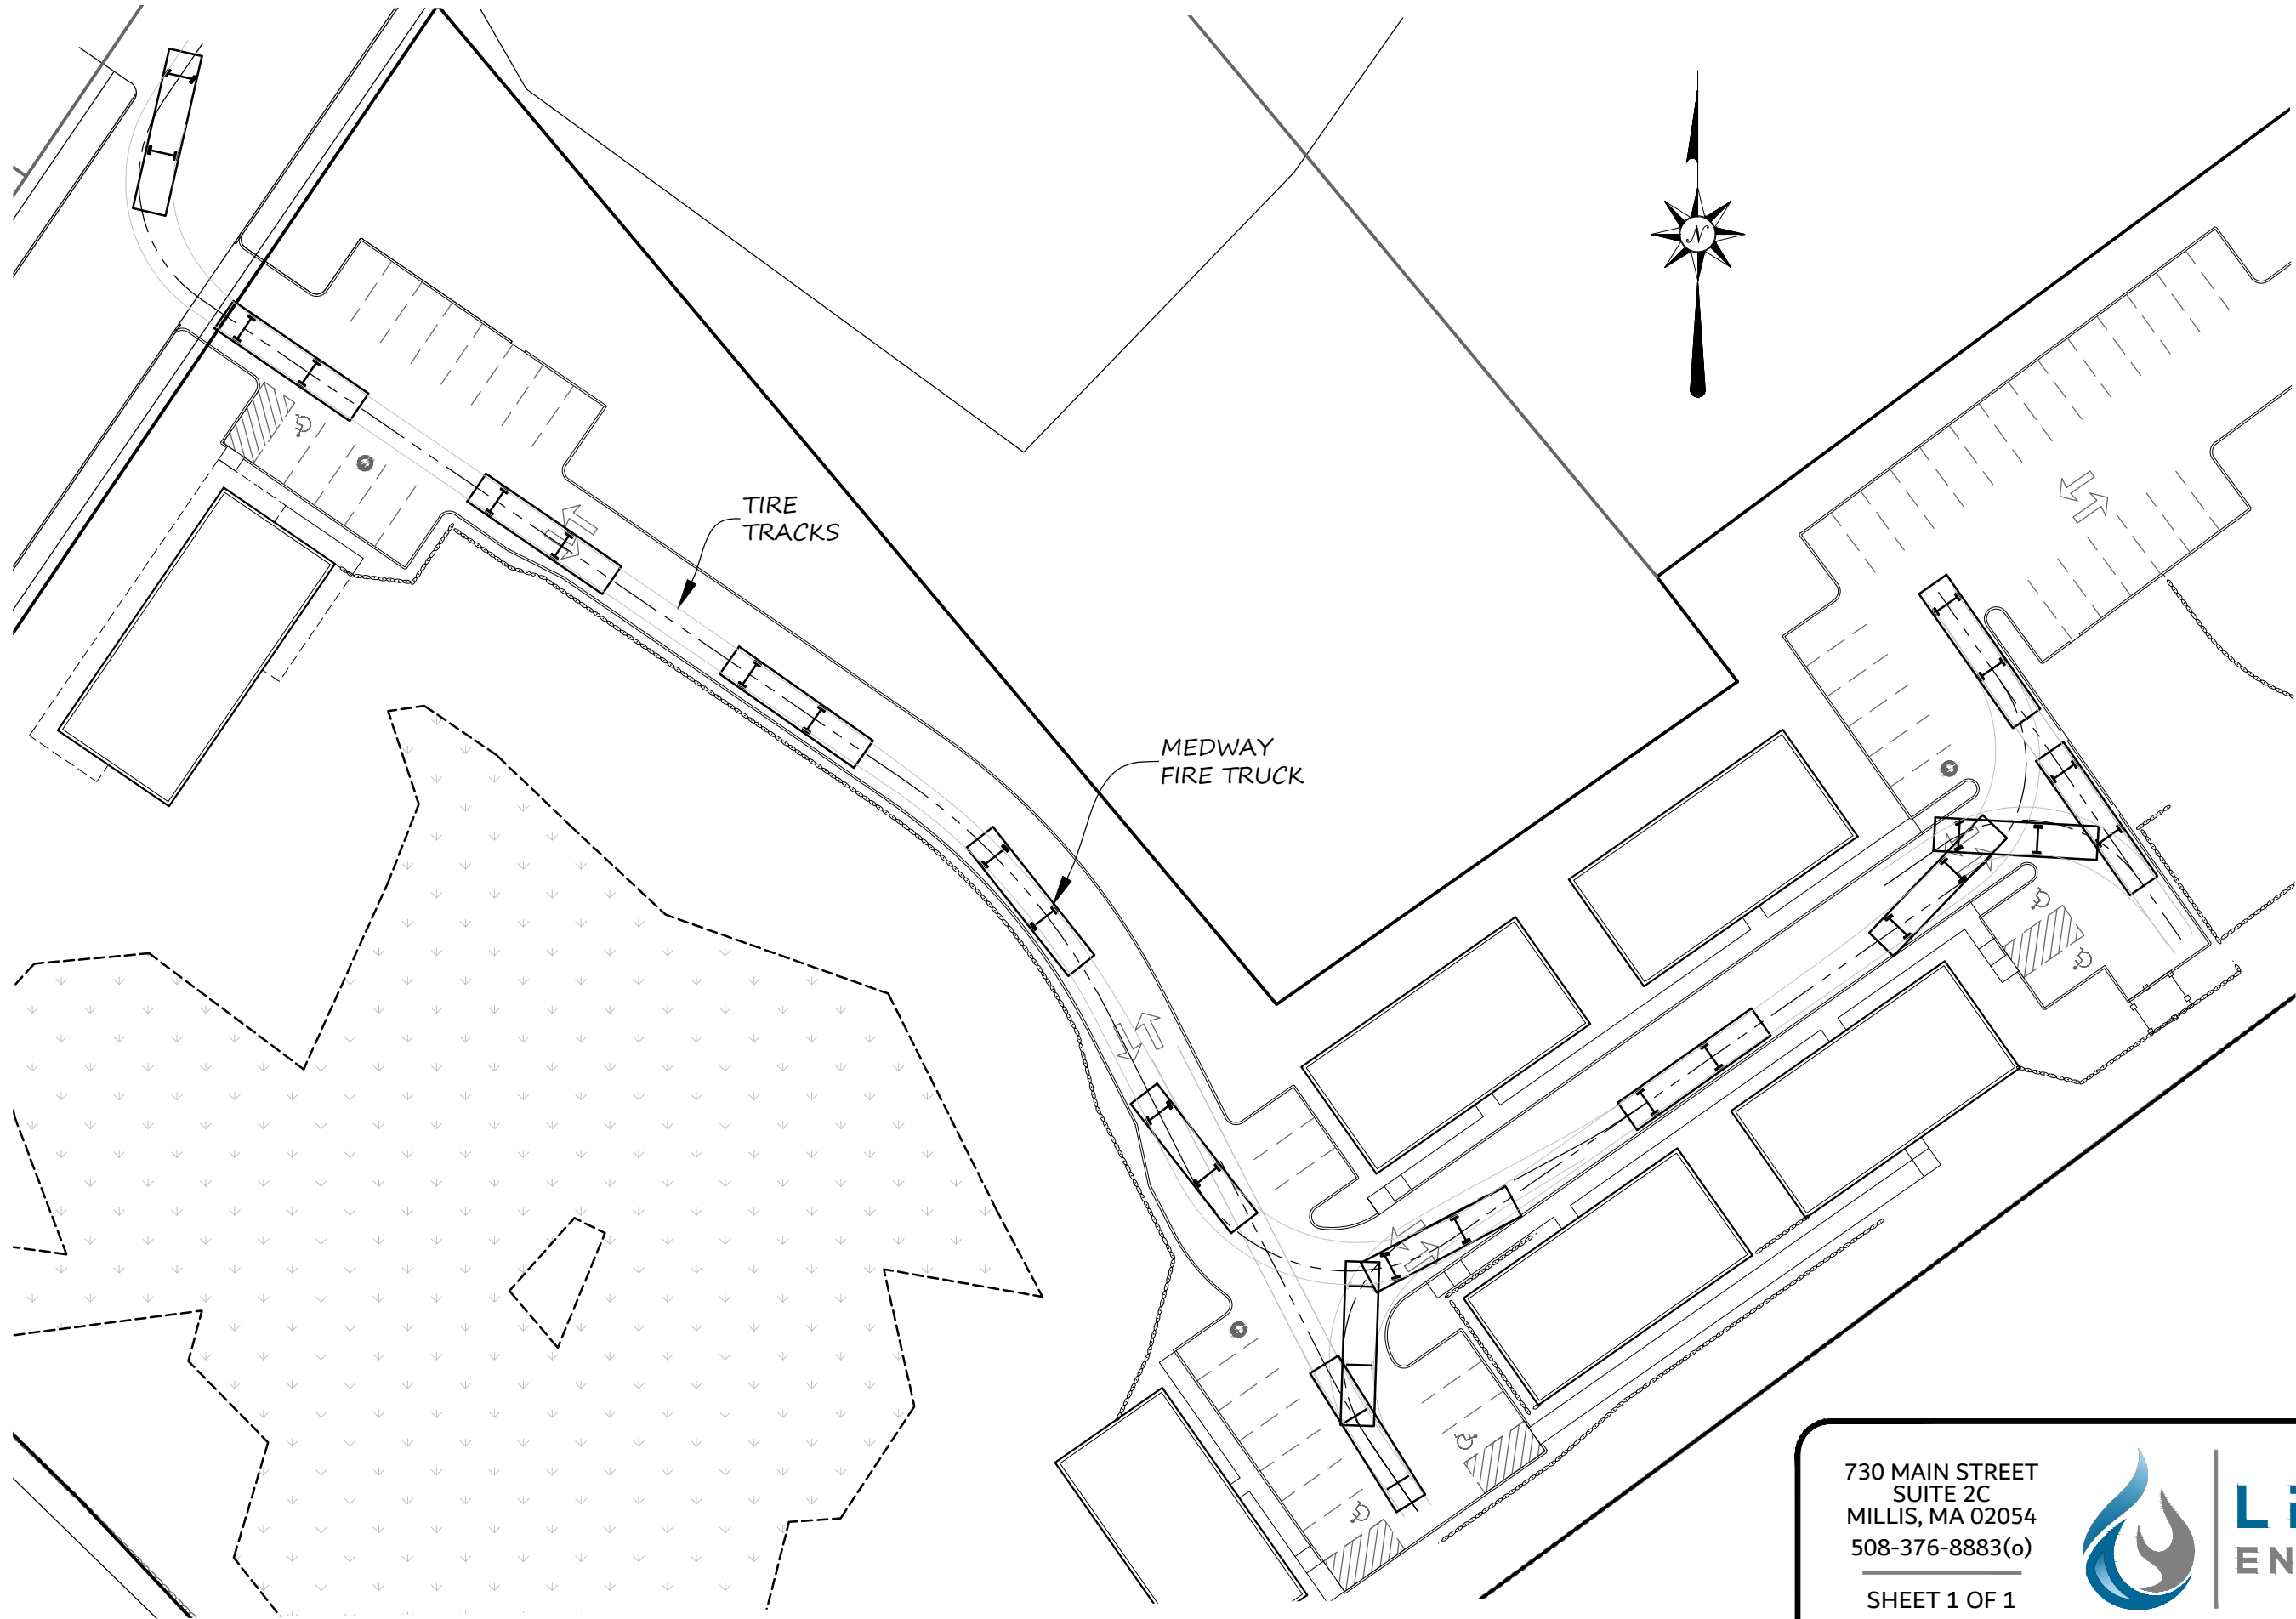 N
TIRE
TRACKS
MEDWAY
FIRE TRUCK
730 MAIN STREET
SUITE 2C
MILLIS, MA 02054
508-376-8883(o)
SHEET 1 OF 1